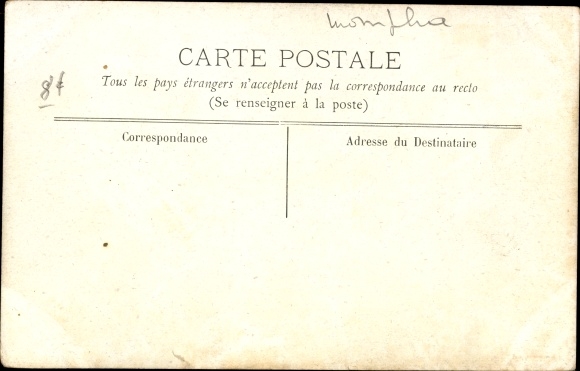 CARTE POSTALE
Tous les pays étrangers n'acceptent pas la correspondance au recto
(Se renseigner à la poste)
Correspondance
Adresse du Destinataire